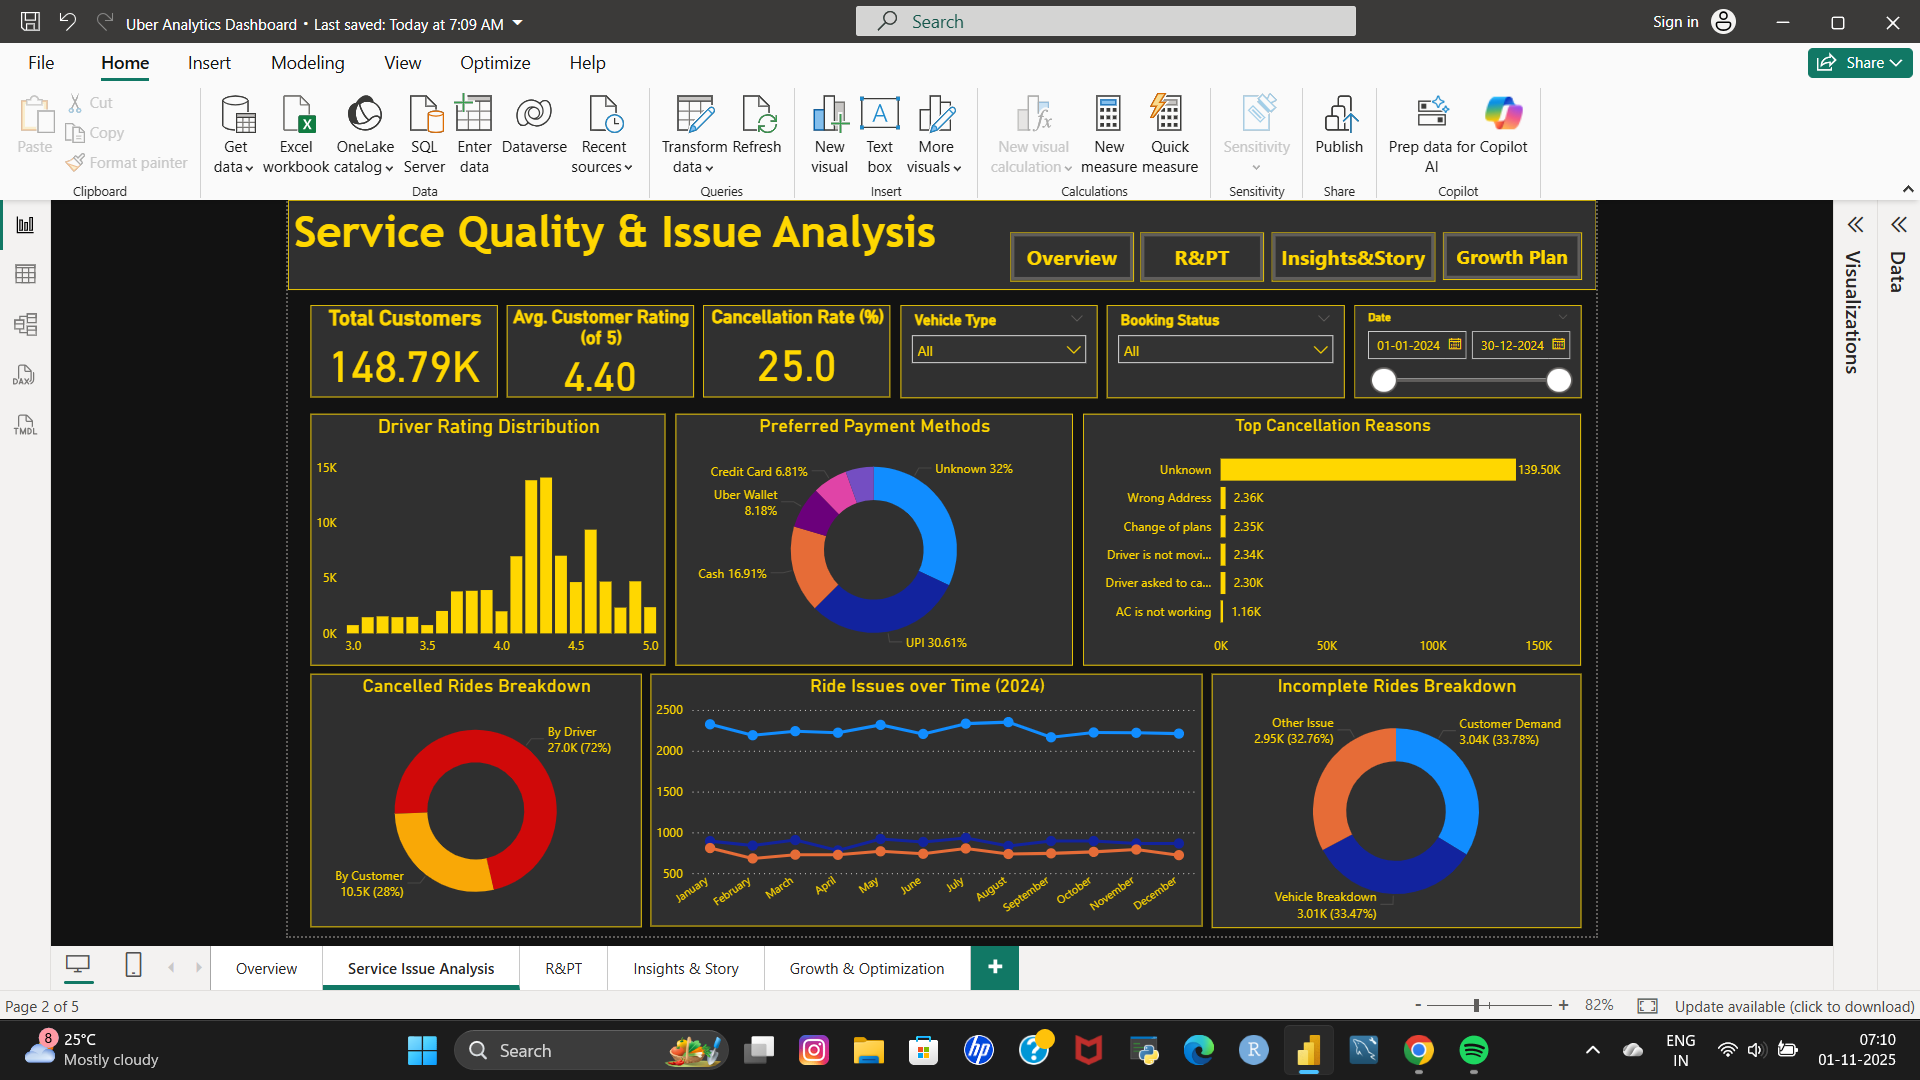 Uber Analytics Dashboard • Last saved: Today at 7:09 AM
Search
Sign in
File
Home
Insert
Modeling
View
Optimize
Help
Share
Paste
Cut
Copy
Format painter
Clipboard
Get data
Excel workbook
OneLake catalog
SQL Server
Enter data
Dataverse
Recent sources
Data
Transform data
Refresh
Queries
New visual
Text box
More visuals
Insert
New visual calculation
New measure
Quick measure
Calculations
Sensitivity
Sensitivity
Publish
Share
Prep data for AI
Copilot
Copilot
DAX
TMDL
Service Quality & Issue Analysis
Overview
R&PT
Insights&Story
Growth Plan
Total Customers
148.79K
Avg. Customer Rating (of 5)
4.40
Cancellation Rate (%)
25.0
Vehicle Type
All
Booking Status
All
Date
01-01-2024
30-12-2024
Visualizations
Data
Driver Rating Distribution
15K
10K
5K
0K
3.0 3.5 4.0 4.5 5.0
Preferred Payment Methods
Credit Card 6.81%
Unknown 32%
Uber Wallet
8.18%
Cash 16.91%
UPI 30.61%
Top Cancellation Reasons
Unknown 139.50K
Wrong Address 2.36K
Change of plans 2.35K
Driver is not movi... 2.34K
Driver asked to ca... 2.30K
AC is not working 1.16K
0K 50K 100K 150K
Cancelled Rides Breakdown
By Driver
27.0K (72%)
By Customer
10.5K (28%)
Ride Issues over Time (2024)
2500
2000
1500
1000
500
January February March April May June July August September October November December
Incomplete Rides Breakdown
Other Issue
2.95K (32.76%)
Customer Demand
3.04K (33.78%)
Vehicle Breakdown
3.01K (33.47%)
Overview
Service Issue Analysis
R&PT
Insights & Story
Growth & Optimization
+
Page 2 of 5
- + 82%
Update available (click to download)
8
25°C
Mostly cloudy
Search
hp
?
R
ENG
IN
07:10
01-11-2025